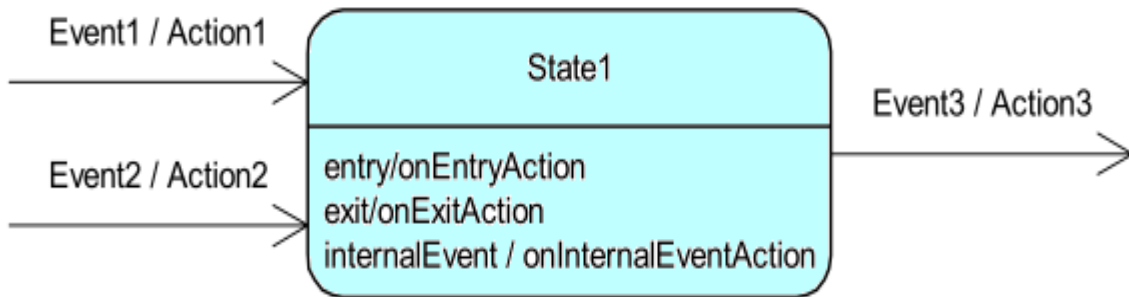 Event1 / Action1
State1
Event3 / Action3
Event2 / Action2
entry/onEntryAction
exit/onExitAction
internalEvent / onInternalEventAction